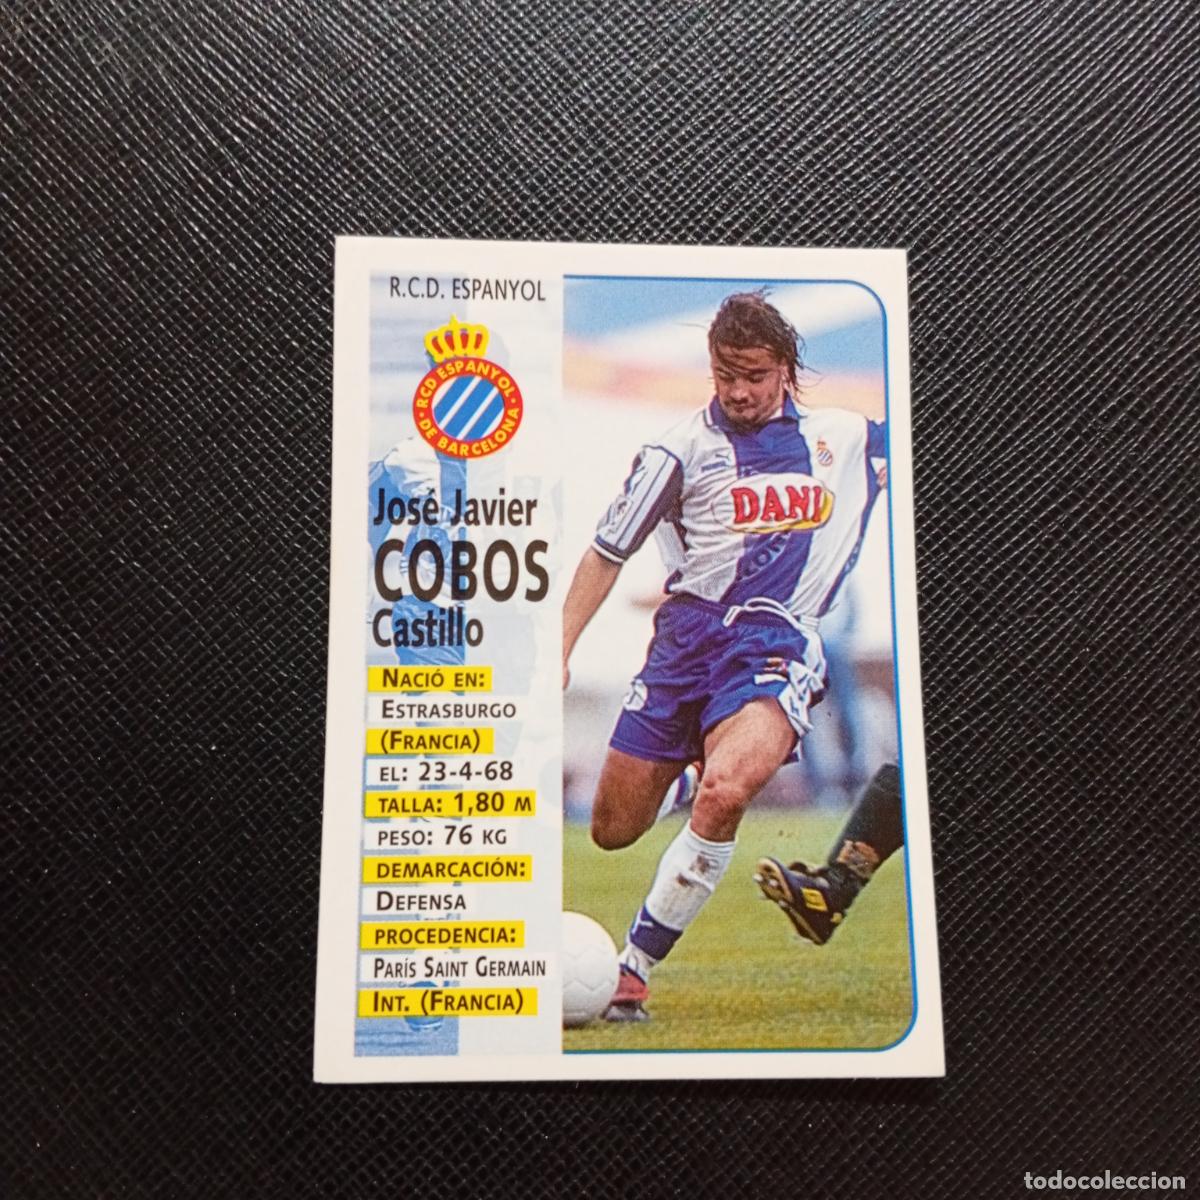 R.C.D. ESPANYOL
RCD ESPANYOL
DE BARCELONA
José Javier
COBOS
Castillo
NACIÓ EN:
ESTRASBURGO
(FRANCIA)
EL: 23-4-68
TALLA: 1,80 M
PESO: 76 KG
DEMARCACIÓN:
DEFENSA
PROCEDENCIA:
PARÍS SAINT GERMAIN
INT. (FRANCIA)
PUMA
DANI
todocoleccion